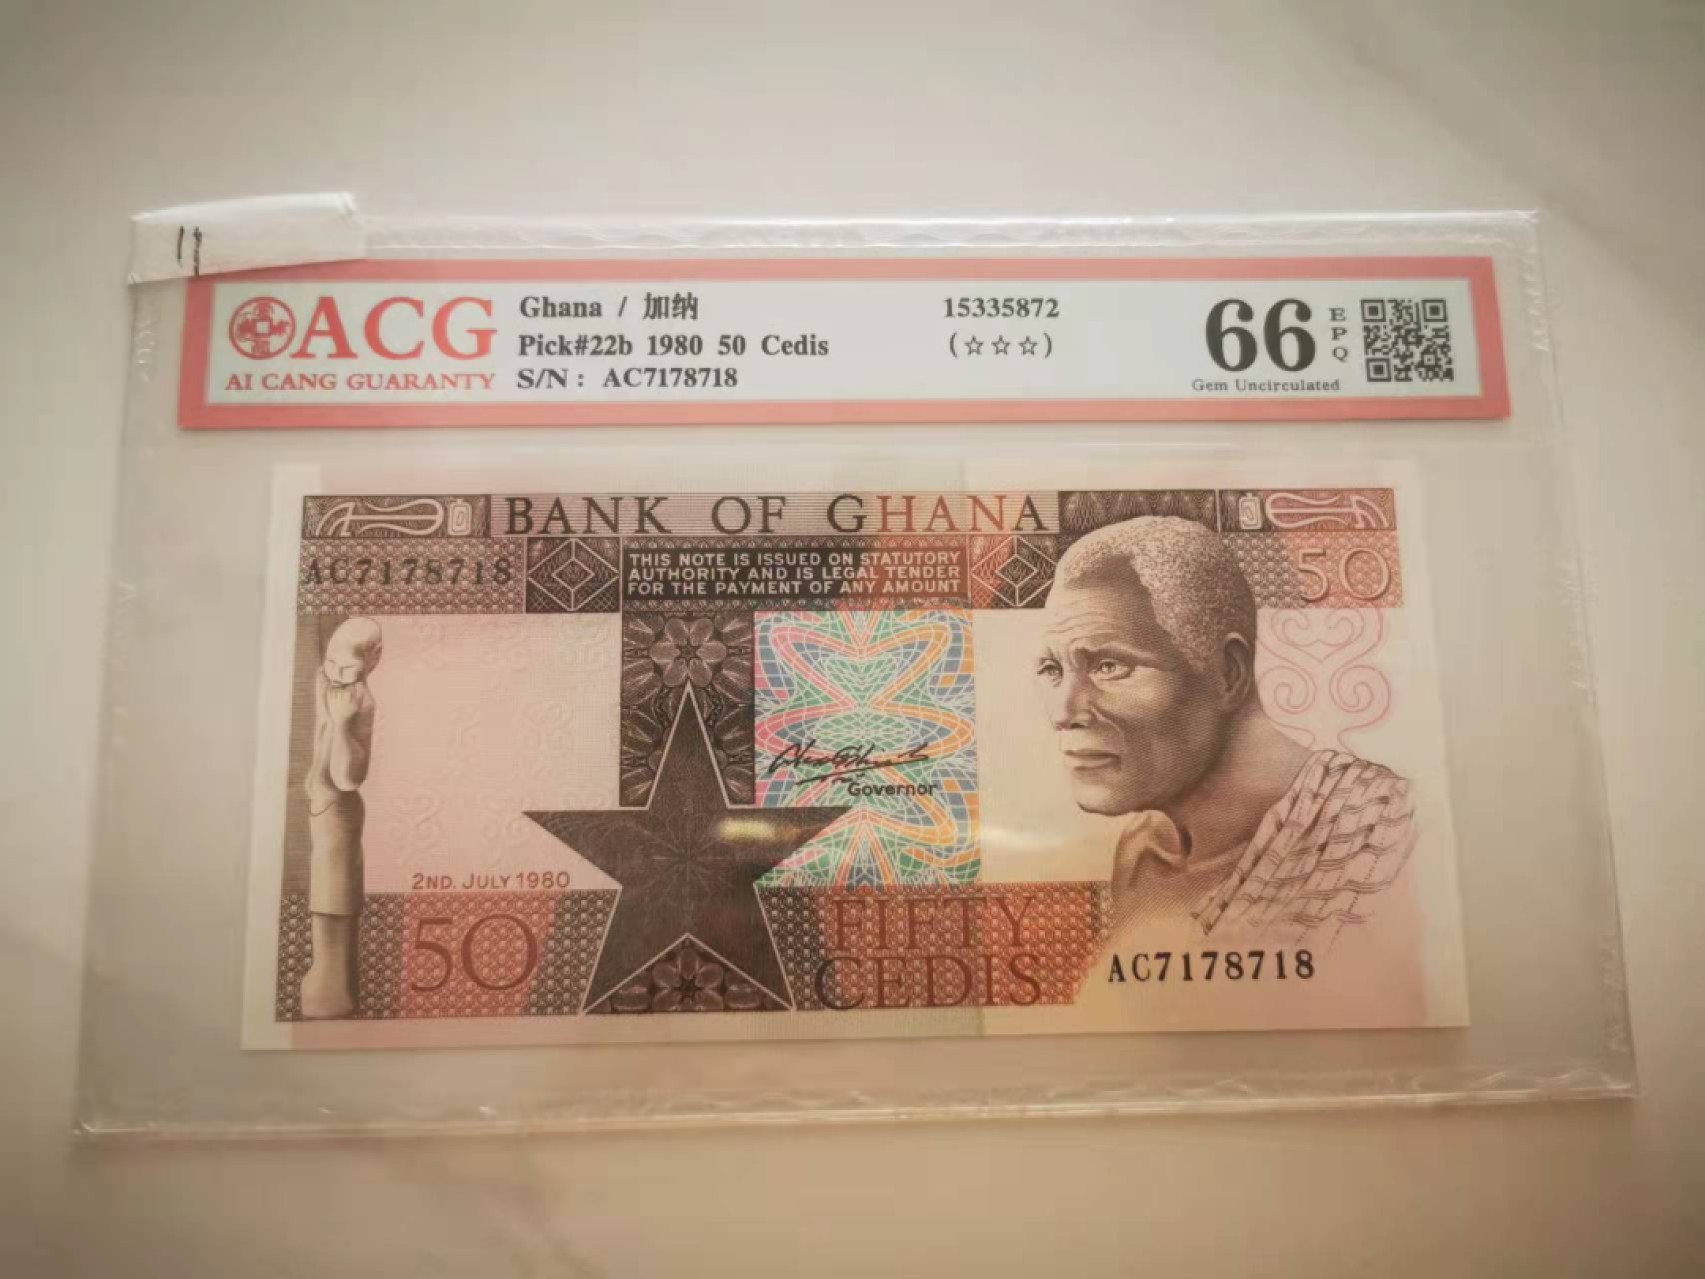 11
ACG
AI CANG GUARANTY
Ghana / 加纳
Pick#22b 1980 50 Cedis
S/N : AC7178718
15335872
(☆☆☆)
66
EPQ
Gem Uncirculated
BANK OF GHANA
AC7178718
THIS NOTE IS ISSUED ON STATUTORY
AUTHORITY AND IS LEGAL TENDER
FOR THE PAYMENT OF ANY AMOUNT
50
Governor
2ND. JULY 1980
50
FIFTY
CEDIS
AC7178718